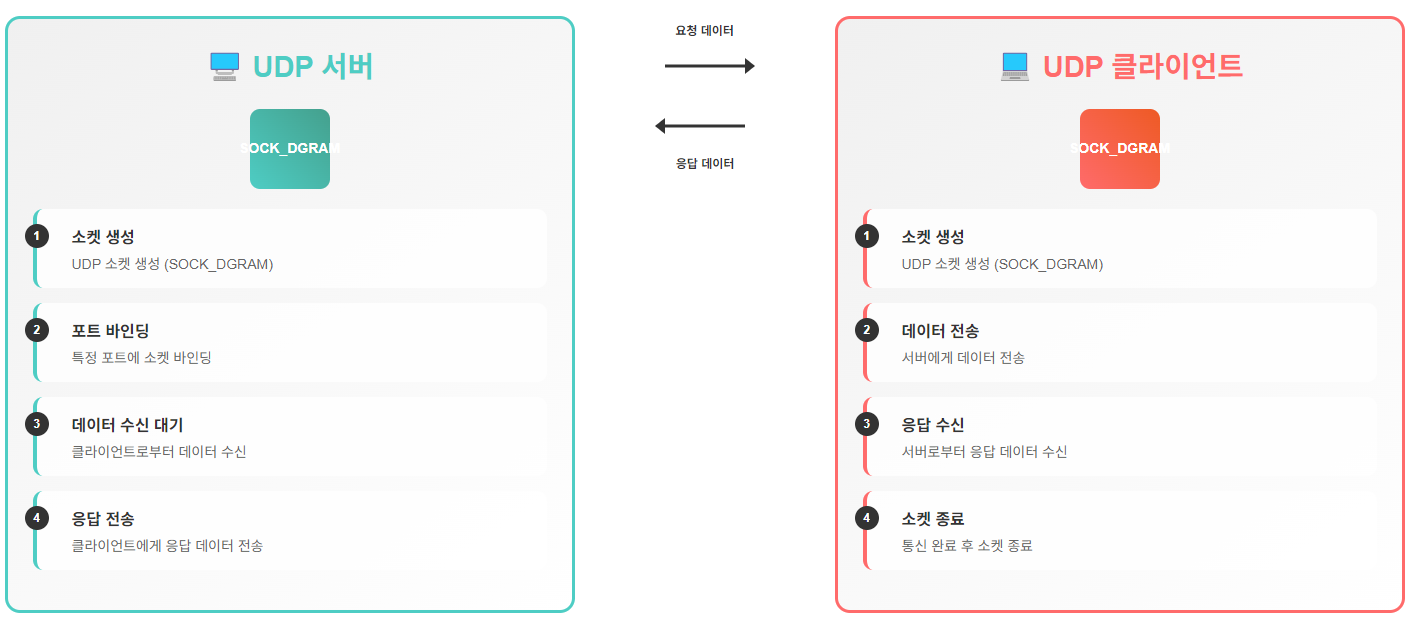 UDP 서버
SOCK_DGRAM
1
소켓 생성
UDP 소켓 생성 (SOCK_DGRAM)
2
포트 바인딩
특정 포트에 소켓 바인딩
3
데이터 수신 대기
클라이언트로부터 데이터 수신
4
응답 전송
클라이언트에게 응답 데이터 전송
요청 데이터
응답 데이터
UDP 클라이언트
SOCK_DGRAM
1
소켓 생성
UDP 소켓 생성 (SOCK_DGRAM)
2
데이터 전송
서버에게 데이터 전송
3
응답 수신
서버로부터 응답 데이터 수신
4
소켓 종료
통신 완료 후 소켓 종료